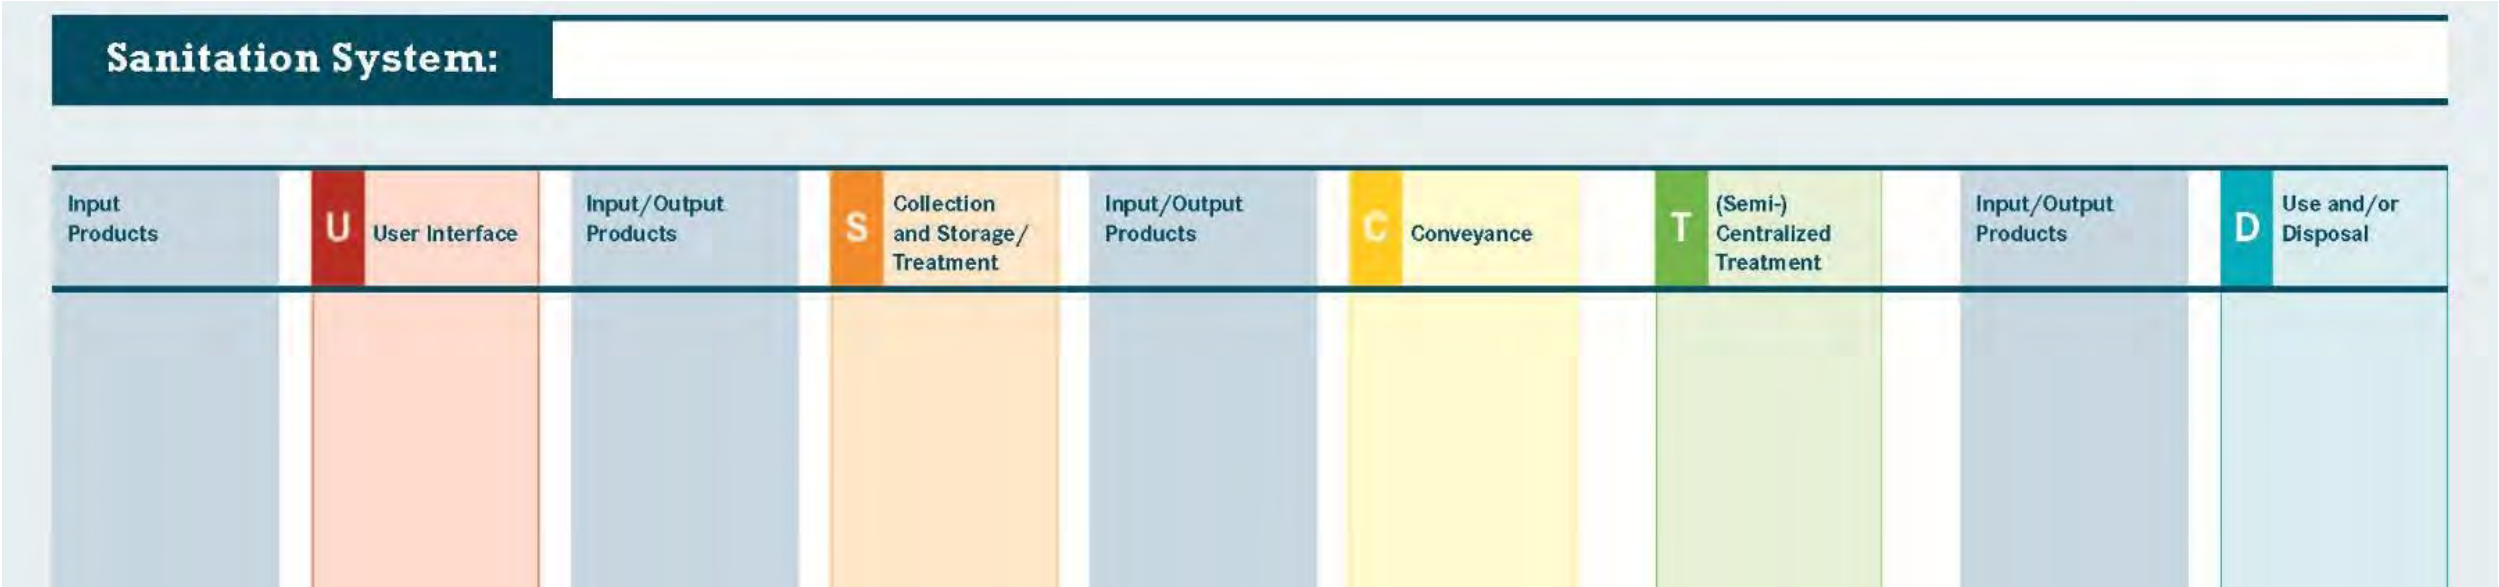 Sanitation System:
Input
Products
U
User Interface
Input/Output
Products
S
Collection
and Storage/
Treatment
Input/Output
Products
C
Conveyance
T
(Semi-)
Centralized
Treatment
Input/Output
Products
D
Use and/or
Disposal